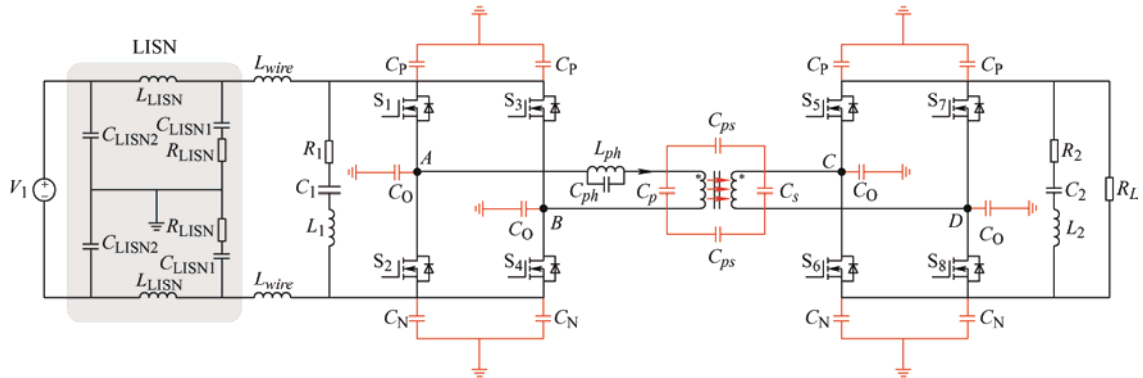 LISN
L_LISN
C_LISN2
C_LISN1
R_LISN
V_1
R_LISN
C_LISN2
C_LISN1
L_LISN
L_wire
L_wire
R_1
C_1
L_1
C_P
C_P
S_1
S_3
A
C_O
B
C_O
S_2
S_4
C_N
C_N
L_ph
C_ph
C_ps
C_p
C_s
C_ps
C_P
C_P
S_5
S_7
C
C_O
D
C_O
S_6
S_8
C_N
C_N
R_2
C_2
L_2
R_L